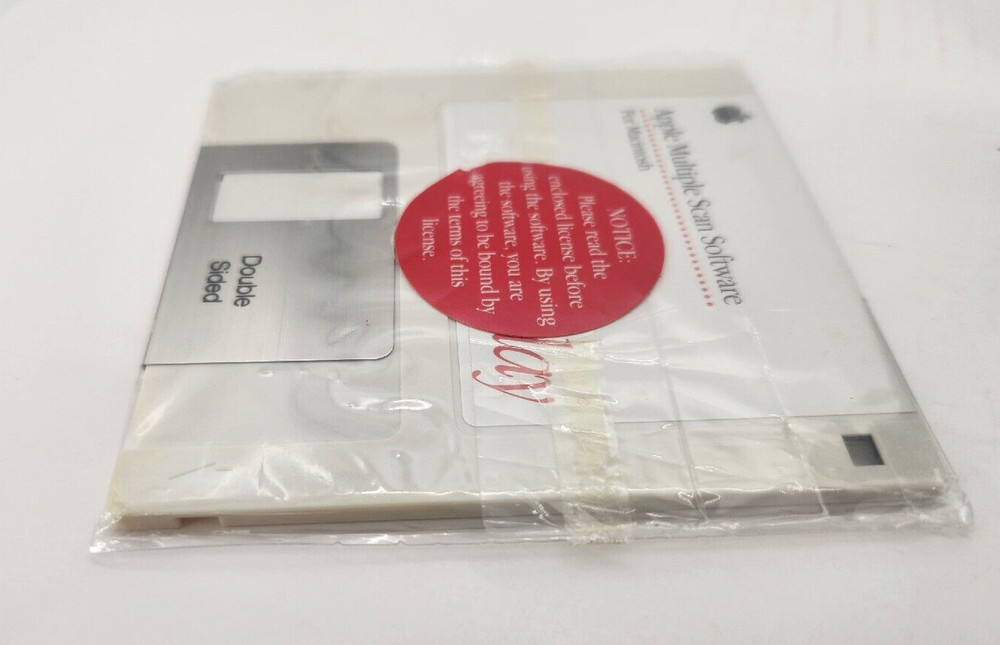 Apple Multiple Scan Software
For Macintosh
NOTICE:
Please read the
enclosed license before
using the software. By using
the software, you are
agreeing to be bound by
the terms of this
license.
Double
Sided